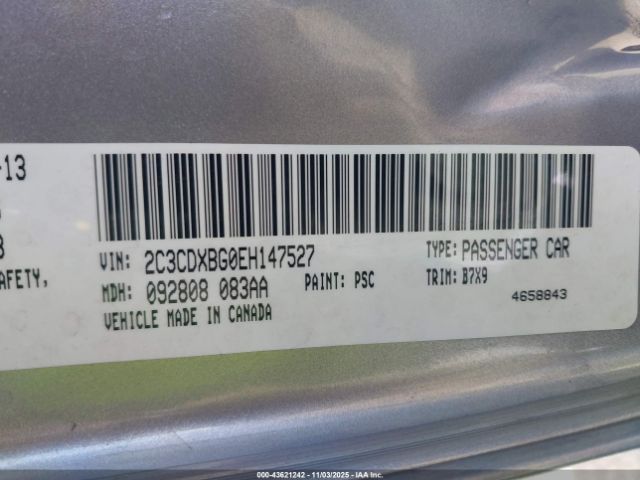 -13
VIN: 2C3CDXBG0EH147527
TYPE: PASSENGER CAR
AFETY,
MDH: 092808 083AA
PAINT: PSC
TRIM: B7X9
VEHICLE MADE IN CANADA
4658843
000-43621242 - 11/03/2025 - IAA Inc.